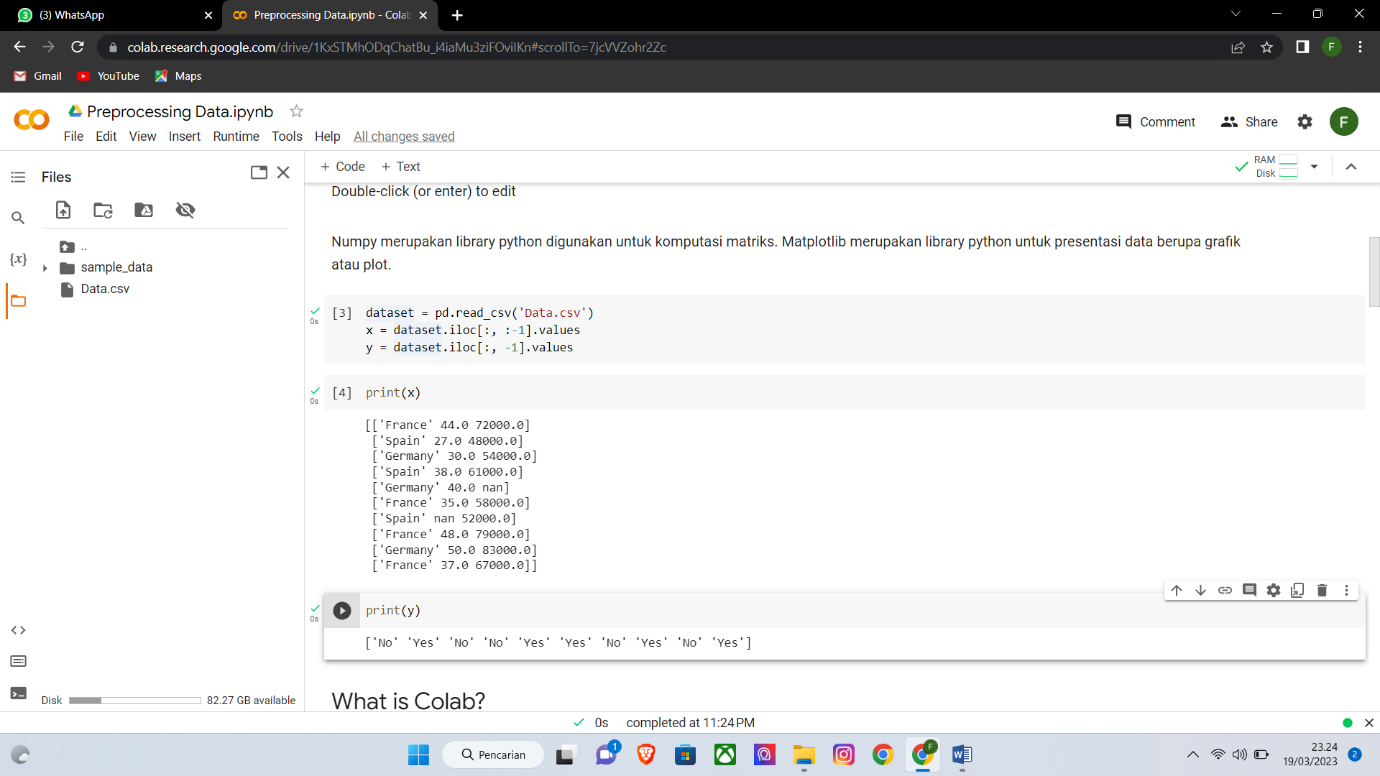 (3) WhatsApp
Preprocessing Data.ipynb - Cola
colab.research.google.com/drive/1KxSTMhODqChatBu_i4iaMu3ziFOvilKn#scrollTo=7jcVVZohr2Zc
F
Gmail YouTube Maps
CO Preprocessing Data.ipynb
File Edit View Insert Runtime Tools Help All changes saved
Comment Share F
Files
+ Code + Text
RAM
Disk
..
sample_data
Data.csv
{x}
Double-click (or enter) to edit
Numpy merupakan library python digunakan untuk komputasi matriks. Matplotlib merupakan library python untuk presentasi data berupa grafik
atau plot.
0s
[3] dataset = pd.read_csv('Data.csv')
x = dataset.iloc[:, :-1].values
y = dataset.iloc[:, -1].values
0s
[4] print(x)
[['France' 44.0 72000.0]
['Spain' 27.0 48000.0]
['Germany' 30.0 54000.0]
['Spain' 38.0 61000.0]
['Germany' 40.0 nan]
['France' 35.0 58000.0]
['Spain' nan 52000.0]
['France' 48.0 79000.0]
['Germany' 50.0 83000.0]
['France' 37.0 67000.0]]
0s
print(y)
['No' 'Yes' 'No' 'No' 'Yes' 'Yes' 'No' 'Yes' 'No' 'Yes']
What is Colab?
Disk 82.27 GB available
0s completed at 11:24 PM
Pencarian
1
F
23.24
19/03/2023
2